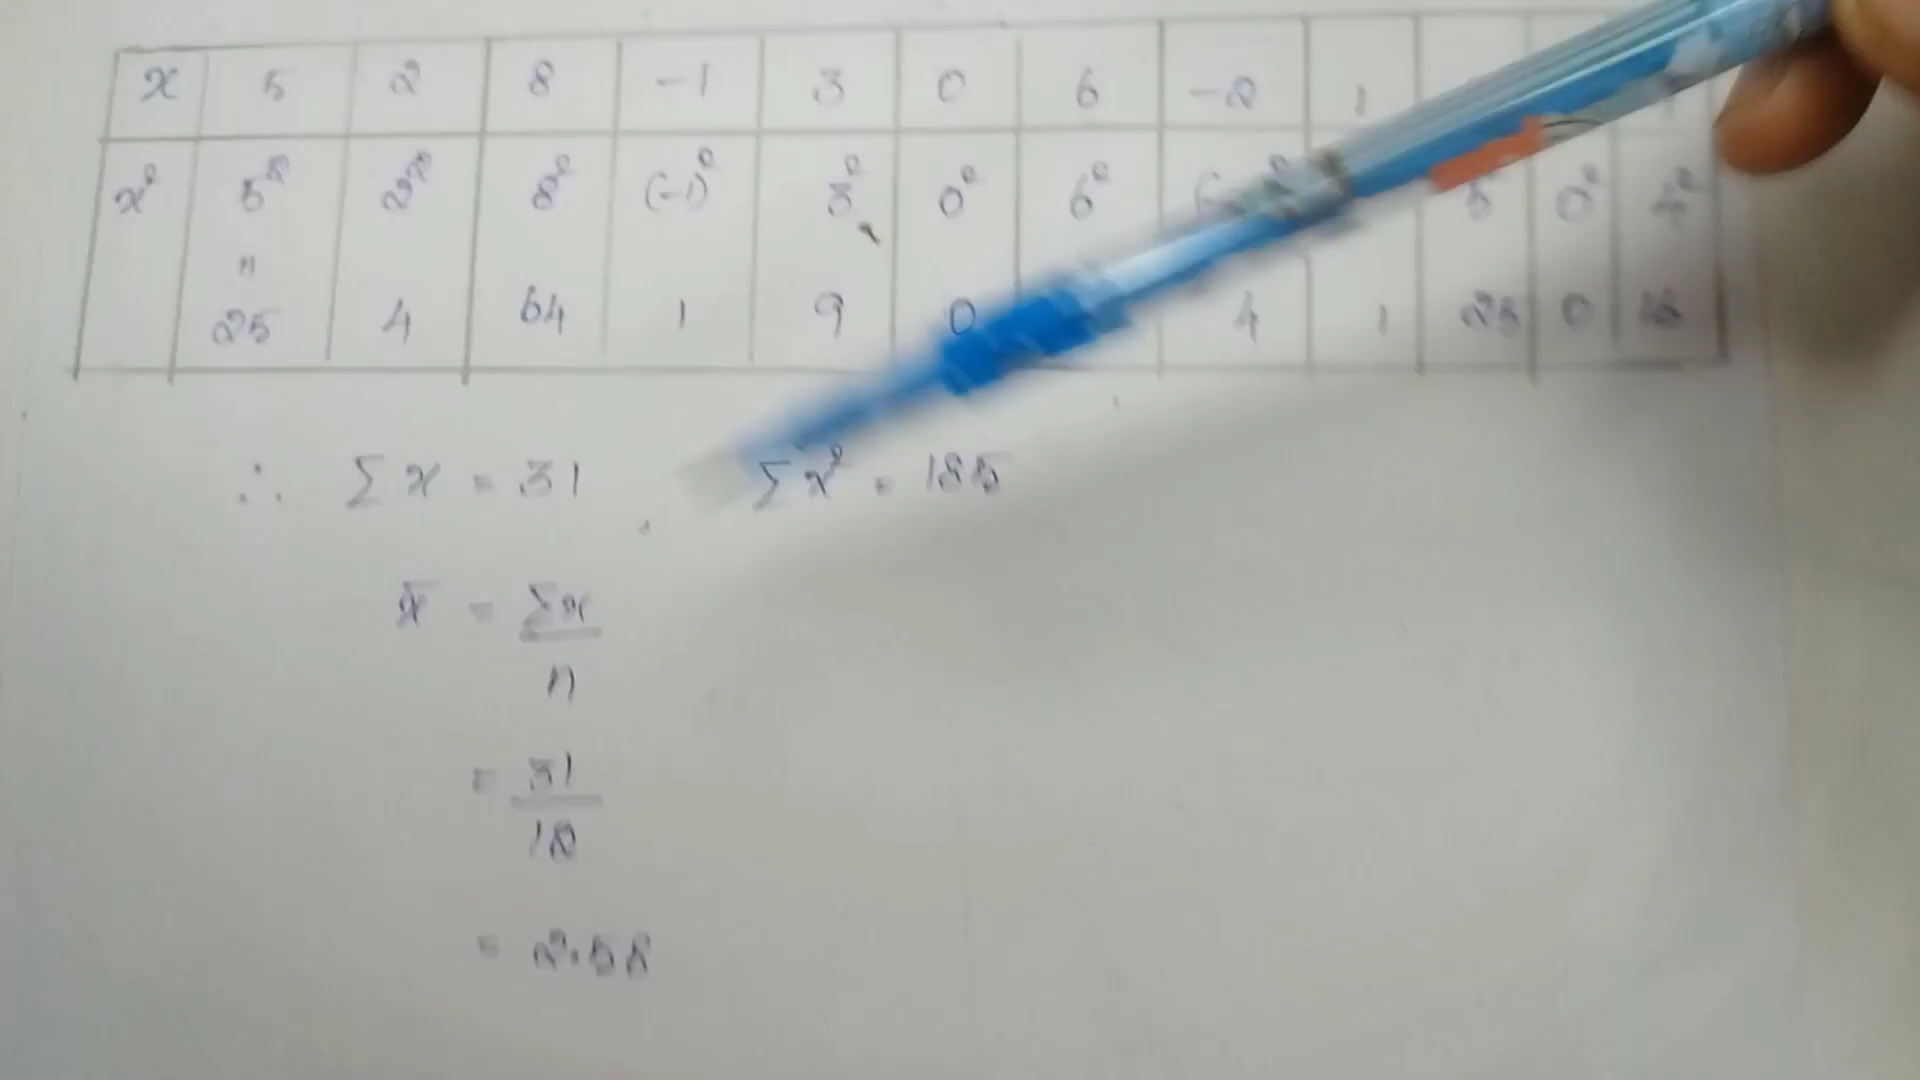 x 5 2 8 -1 3 0 6 -2 1
x² 5² 2² 8² (-1)² 3² 0² 6² 5 0² 4²
=
25 4 64 1 9 0 4 1 25 0 16
∴ Σx = 31, Σx² = 185
x̄ = Σx
n
= 31
12
= 2.58